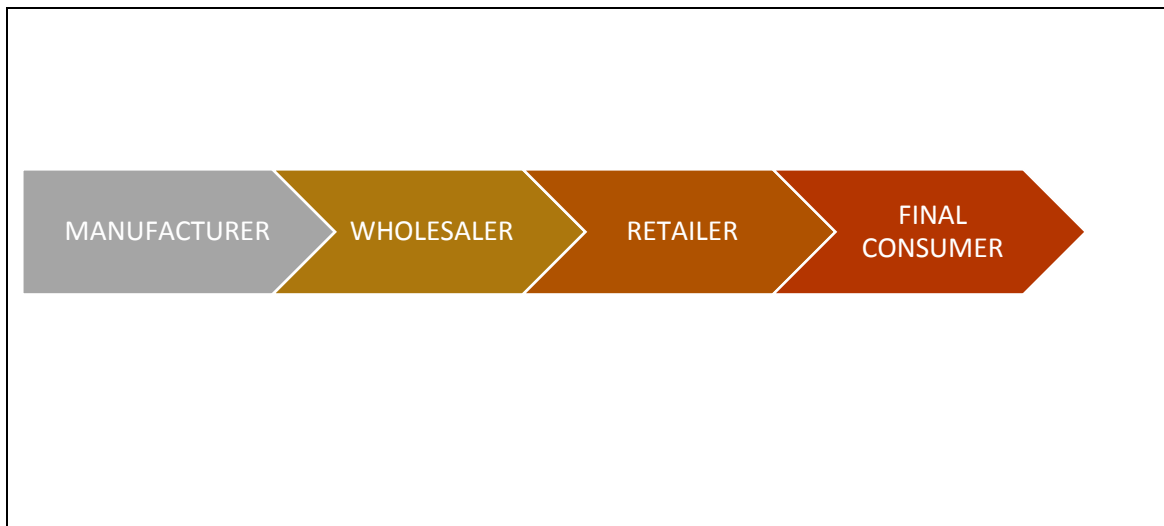 MANUFACTURER
WHOLESALER
RETAILER
FINAL
CONSUMER